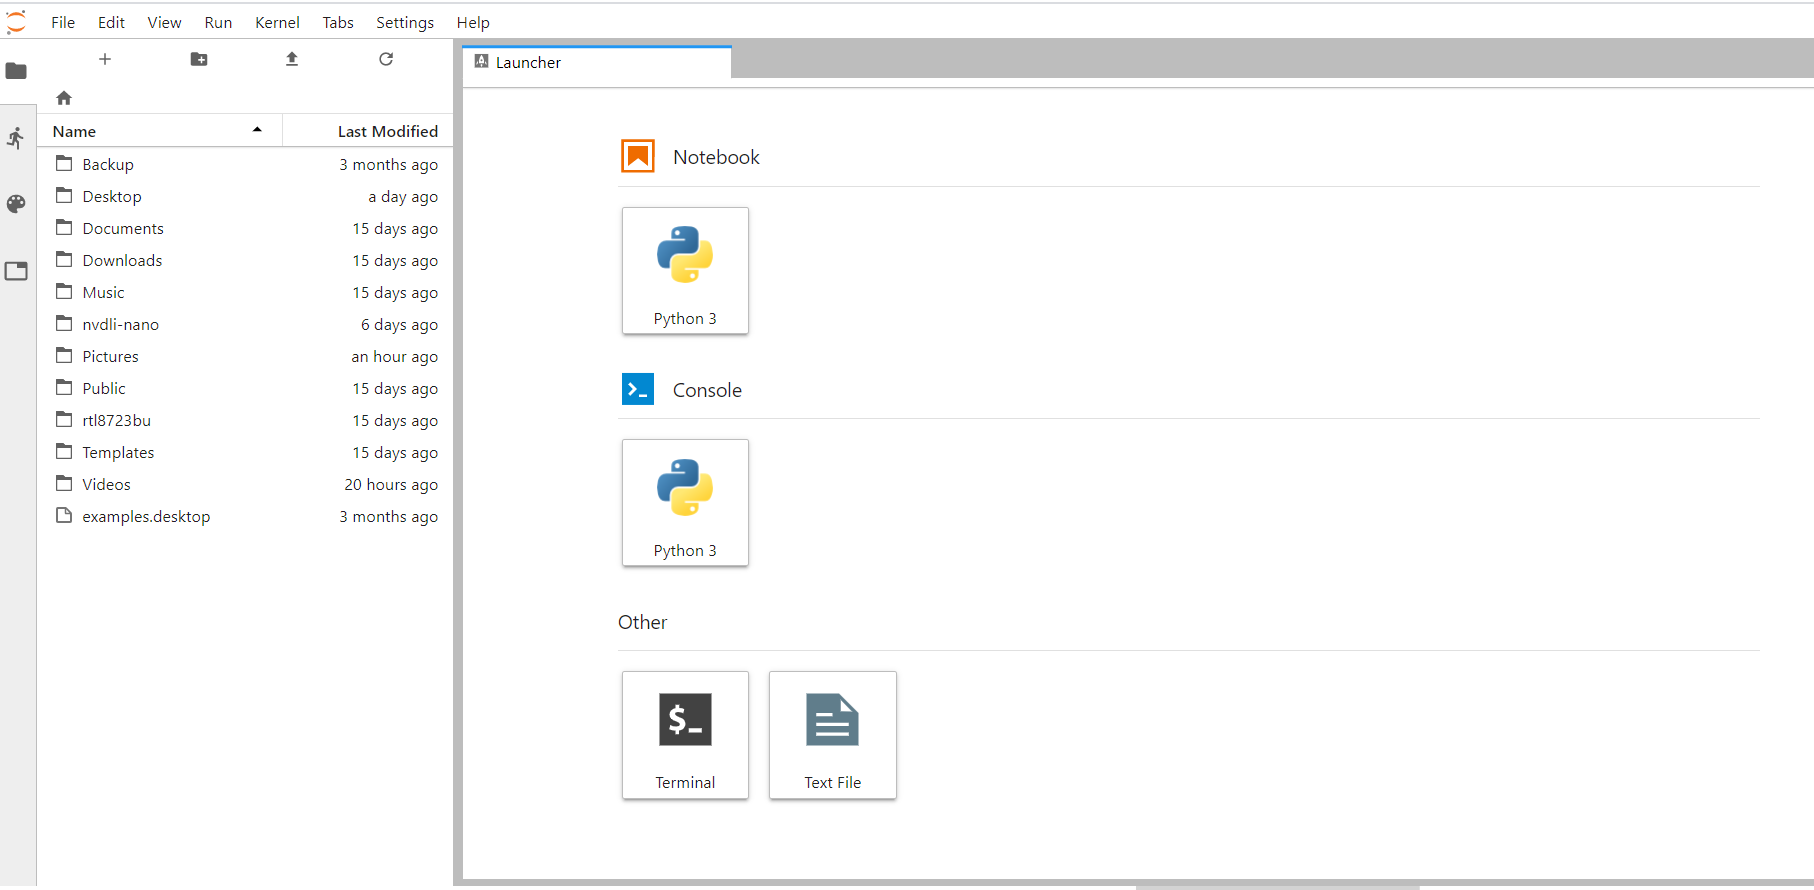 File Edit View Run Kernel Tabs Settings Help
Launcher
Name Last Modified
Backup 3 months ago
Desktop a day ago
Documents 15 days ago
Downloads 15 days ago
Music 15 days ago
nvdli-nano 6 days ago
Pictures an hour ago
Public 15 days ago
rtl8723bu 15 days ago
Templates 15 days ago
Videos 20 hours ago
examples.desktop 3 months ago
Notebook
Python 3
Console
Python 3
Other
$_
Terminal Text File